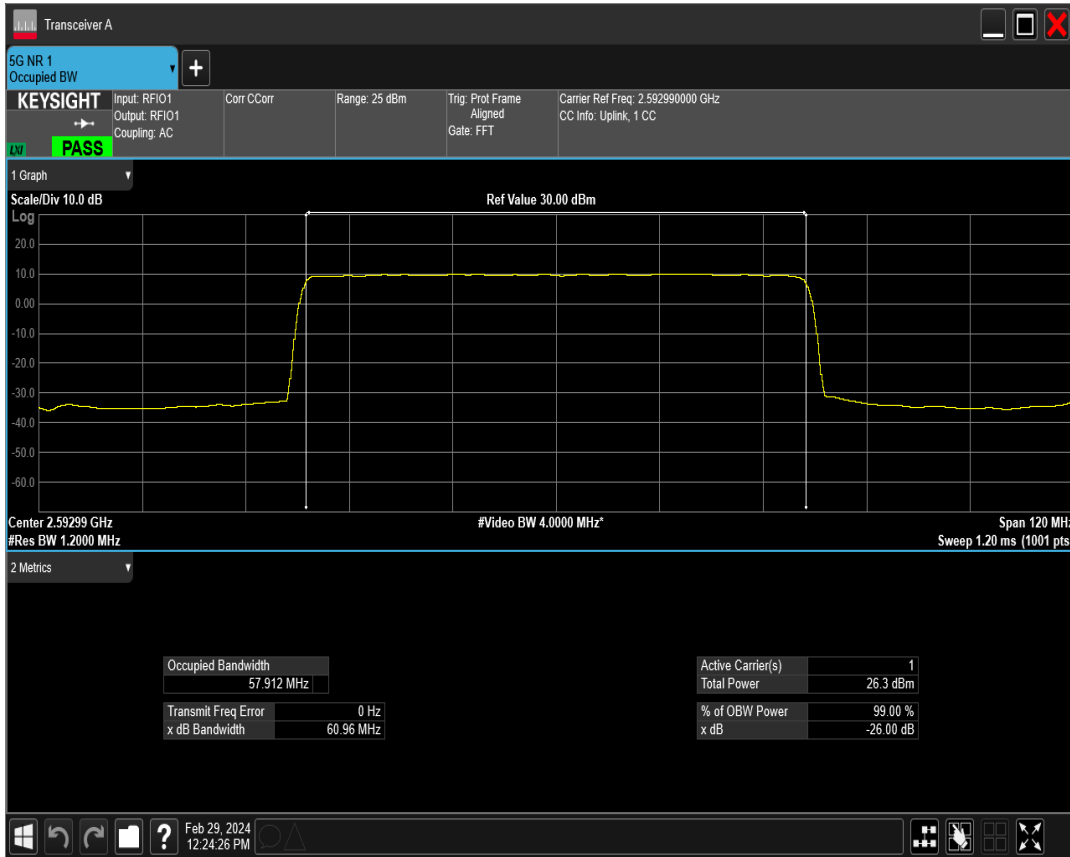 Transceiver A
5G NR 1
Occupied BW
+
KEYSIGHT
LXI
PASS
Input: RFIO1
Output: RFIO1
Coupling: AC
Corr CCorr
Range: 25 dBm
Trig: Prot Frame
Aligned
Gate: FFT
Carrier Ref Freq: 2.592990000 GHz
CC Info: Uplink, 1 CC
1 Graph
Scale/Div 10.0 dB
Ref Value 30.00 dBm
Log
20.0
10.0
0.00
-10.0
-20.0
-30.0
-40.0
-50.0
-60.0
Center 2.59299 GHz
#Video BW 4.0000 MHz*
Span 120 MHz
#Res BW 1.2000 MHz
Sweep 1.20 ms (1001 pts
2 Metrics
Occupied Bandwidth
57.912 MHz
Transmit Freq Error 0 Hz
x dB Bandwidth 60.96 MHz
Active Carrier(s) 1
Total Power 26.3 dBm
% of OBW Power 99.00 %
x dB -26.00 dB
?
Feb 29, 2024
12:24:26 PM